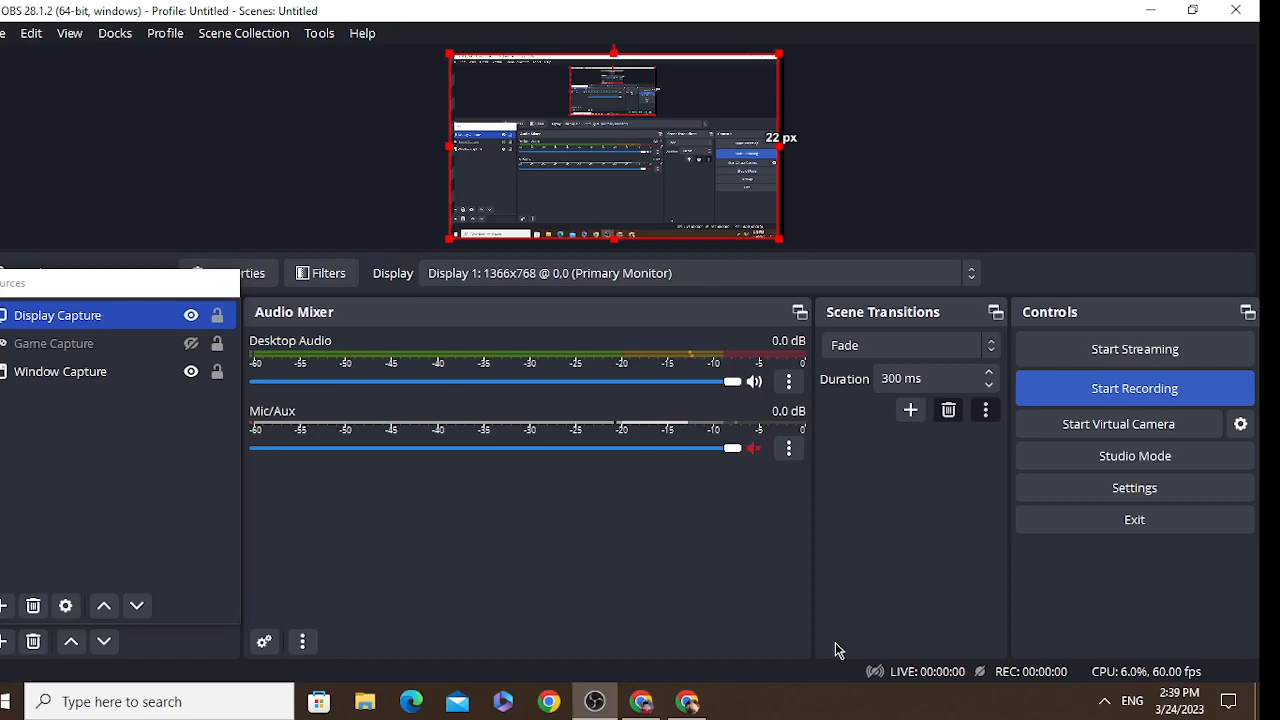 OBS 28.1.2 (64-bit, windows) - Profile: Untitled - Scenes: Untitled
e Edit View Docks Profile Scene Collection Tools Help
22 px
erties Filters Display Display 1: 1366x768 @ 0,0 (Primary Monitor)
urces
Display Capture
Game Capture
Window Capture
Audio Mixer
Desktop Audio 0.0 dB
-60 -55 -50 -45 -40 -35 -30 -25 -20 -15 -10 -5 0
Mic/Aux 0.0 dB
-60 -55 -50 -45 -40 -35 -30 -25 -20 -15 -10 -5 0
Scene Transitions
Fade
Duration 300 ms
Controls
Start Streaming
Start Recording
Start Virtual Camera
Studio Mode
Settings
Exit
LIVE: 00:00:00 REC: 00:00:00 CPU: 6.0%, 60.00 fps
Type here to search
ENG
2:39 PM
3/24/2023